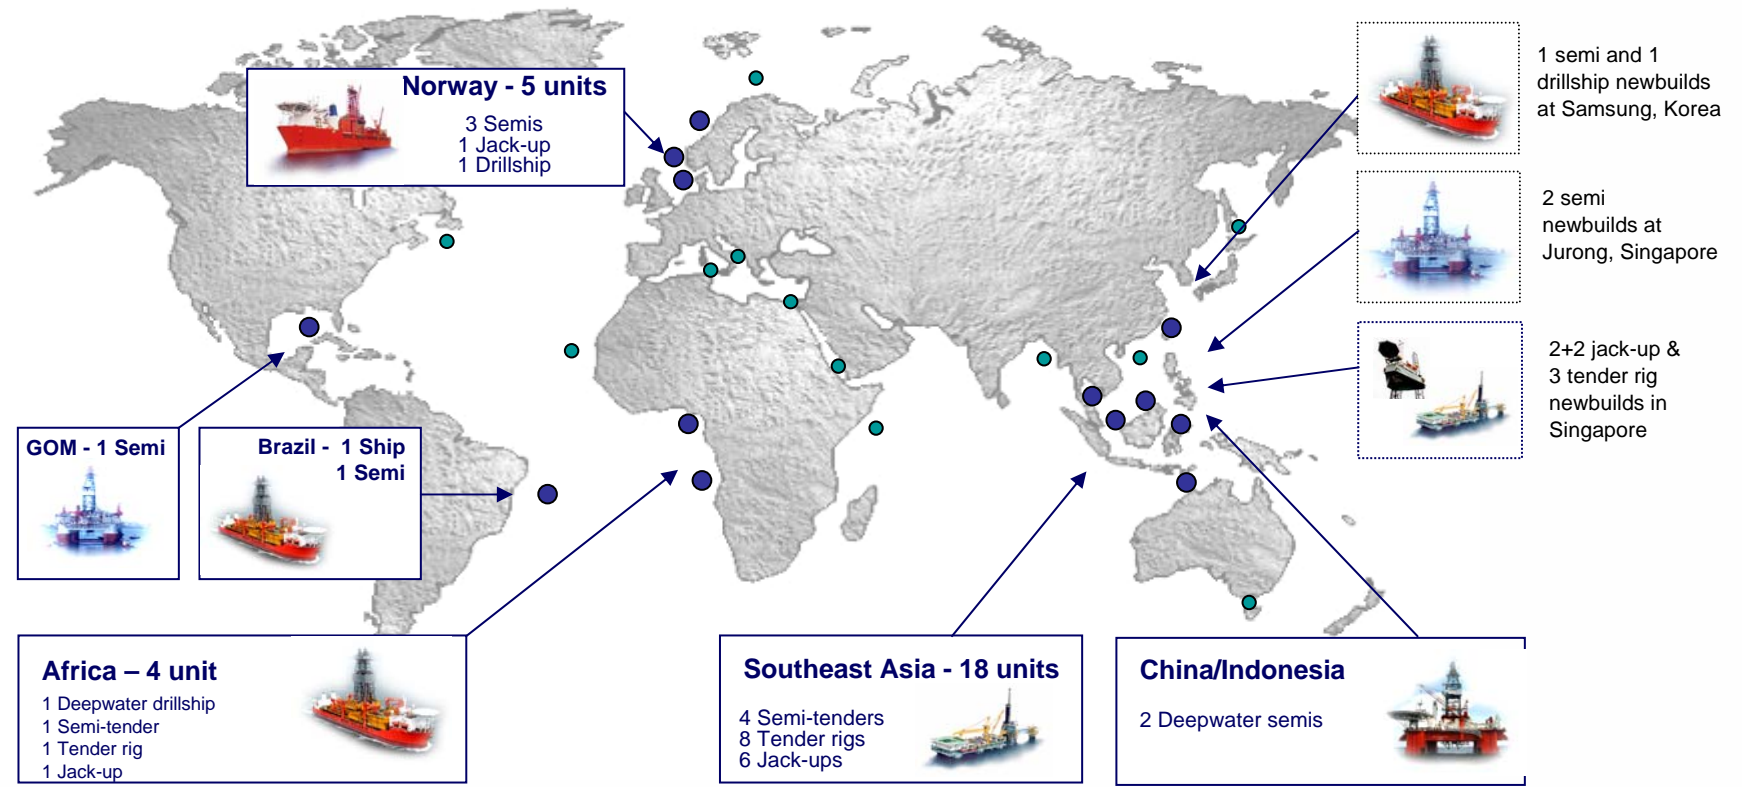 Norway - 5 units
3 Semis
1 Jack-up
1 Drillship
1 semi and 1
drillship newbuilds
at Samsung, Korea
2 semi
newbuilds at
Jurong, Singapore
2+2 jack-up &
3 tender rig
newbuilds in
Singapore
GOM - 1 Semi
Brazil -  1 Ship
1 Semi
Africa – 4 unit
1 Deepwater drillship
1 Semi-tender
1 Tender rig
1 Jack-up
Southeast Asia - 18 units
4 Semi-tenders
8 Tender rigs
6 Jack-ups
China/Indonesia
2 Deepwater semis